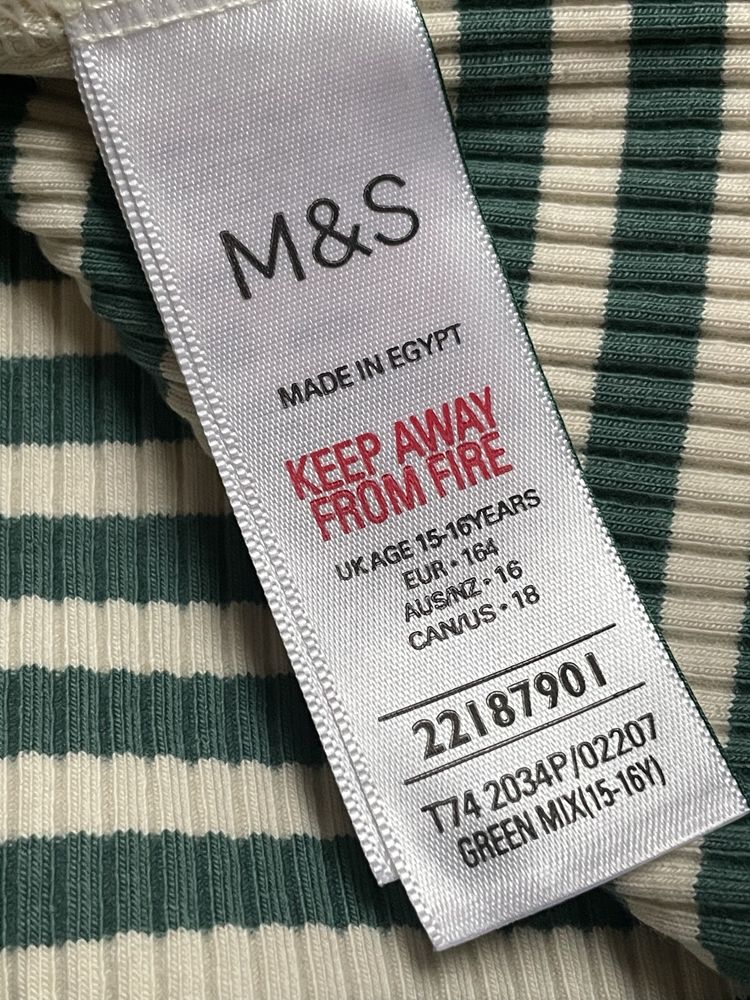 M&S
MADE IN EGYPT
KEEP AWAY
FROM FIRE
UK AGE 15-16YEARS
EUR • 164
AUS/NZ • 16
CAN/US • 18
22187901
T74 2034P/02207
GREEN MIX(15-16Y)